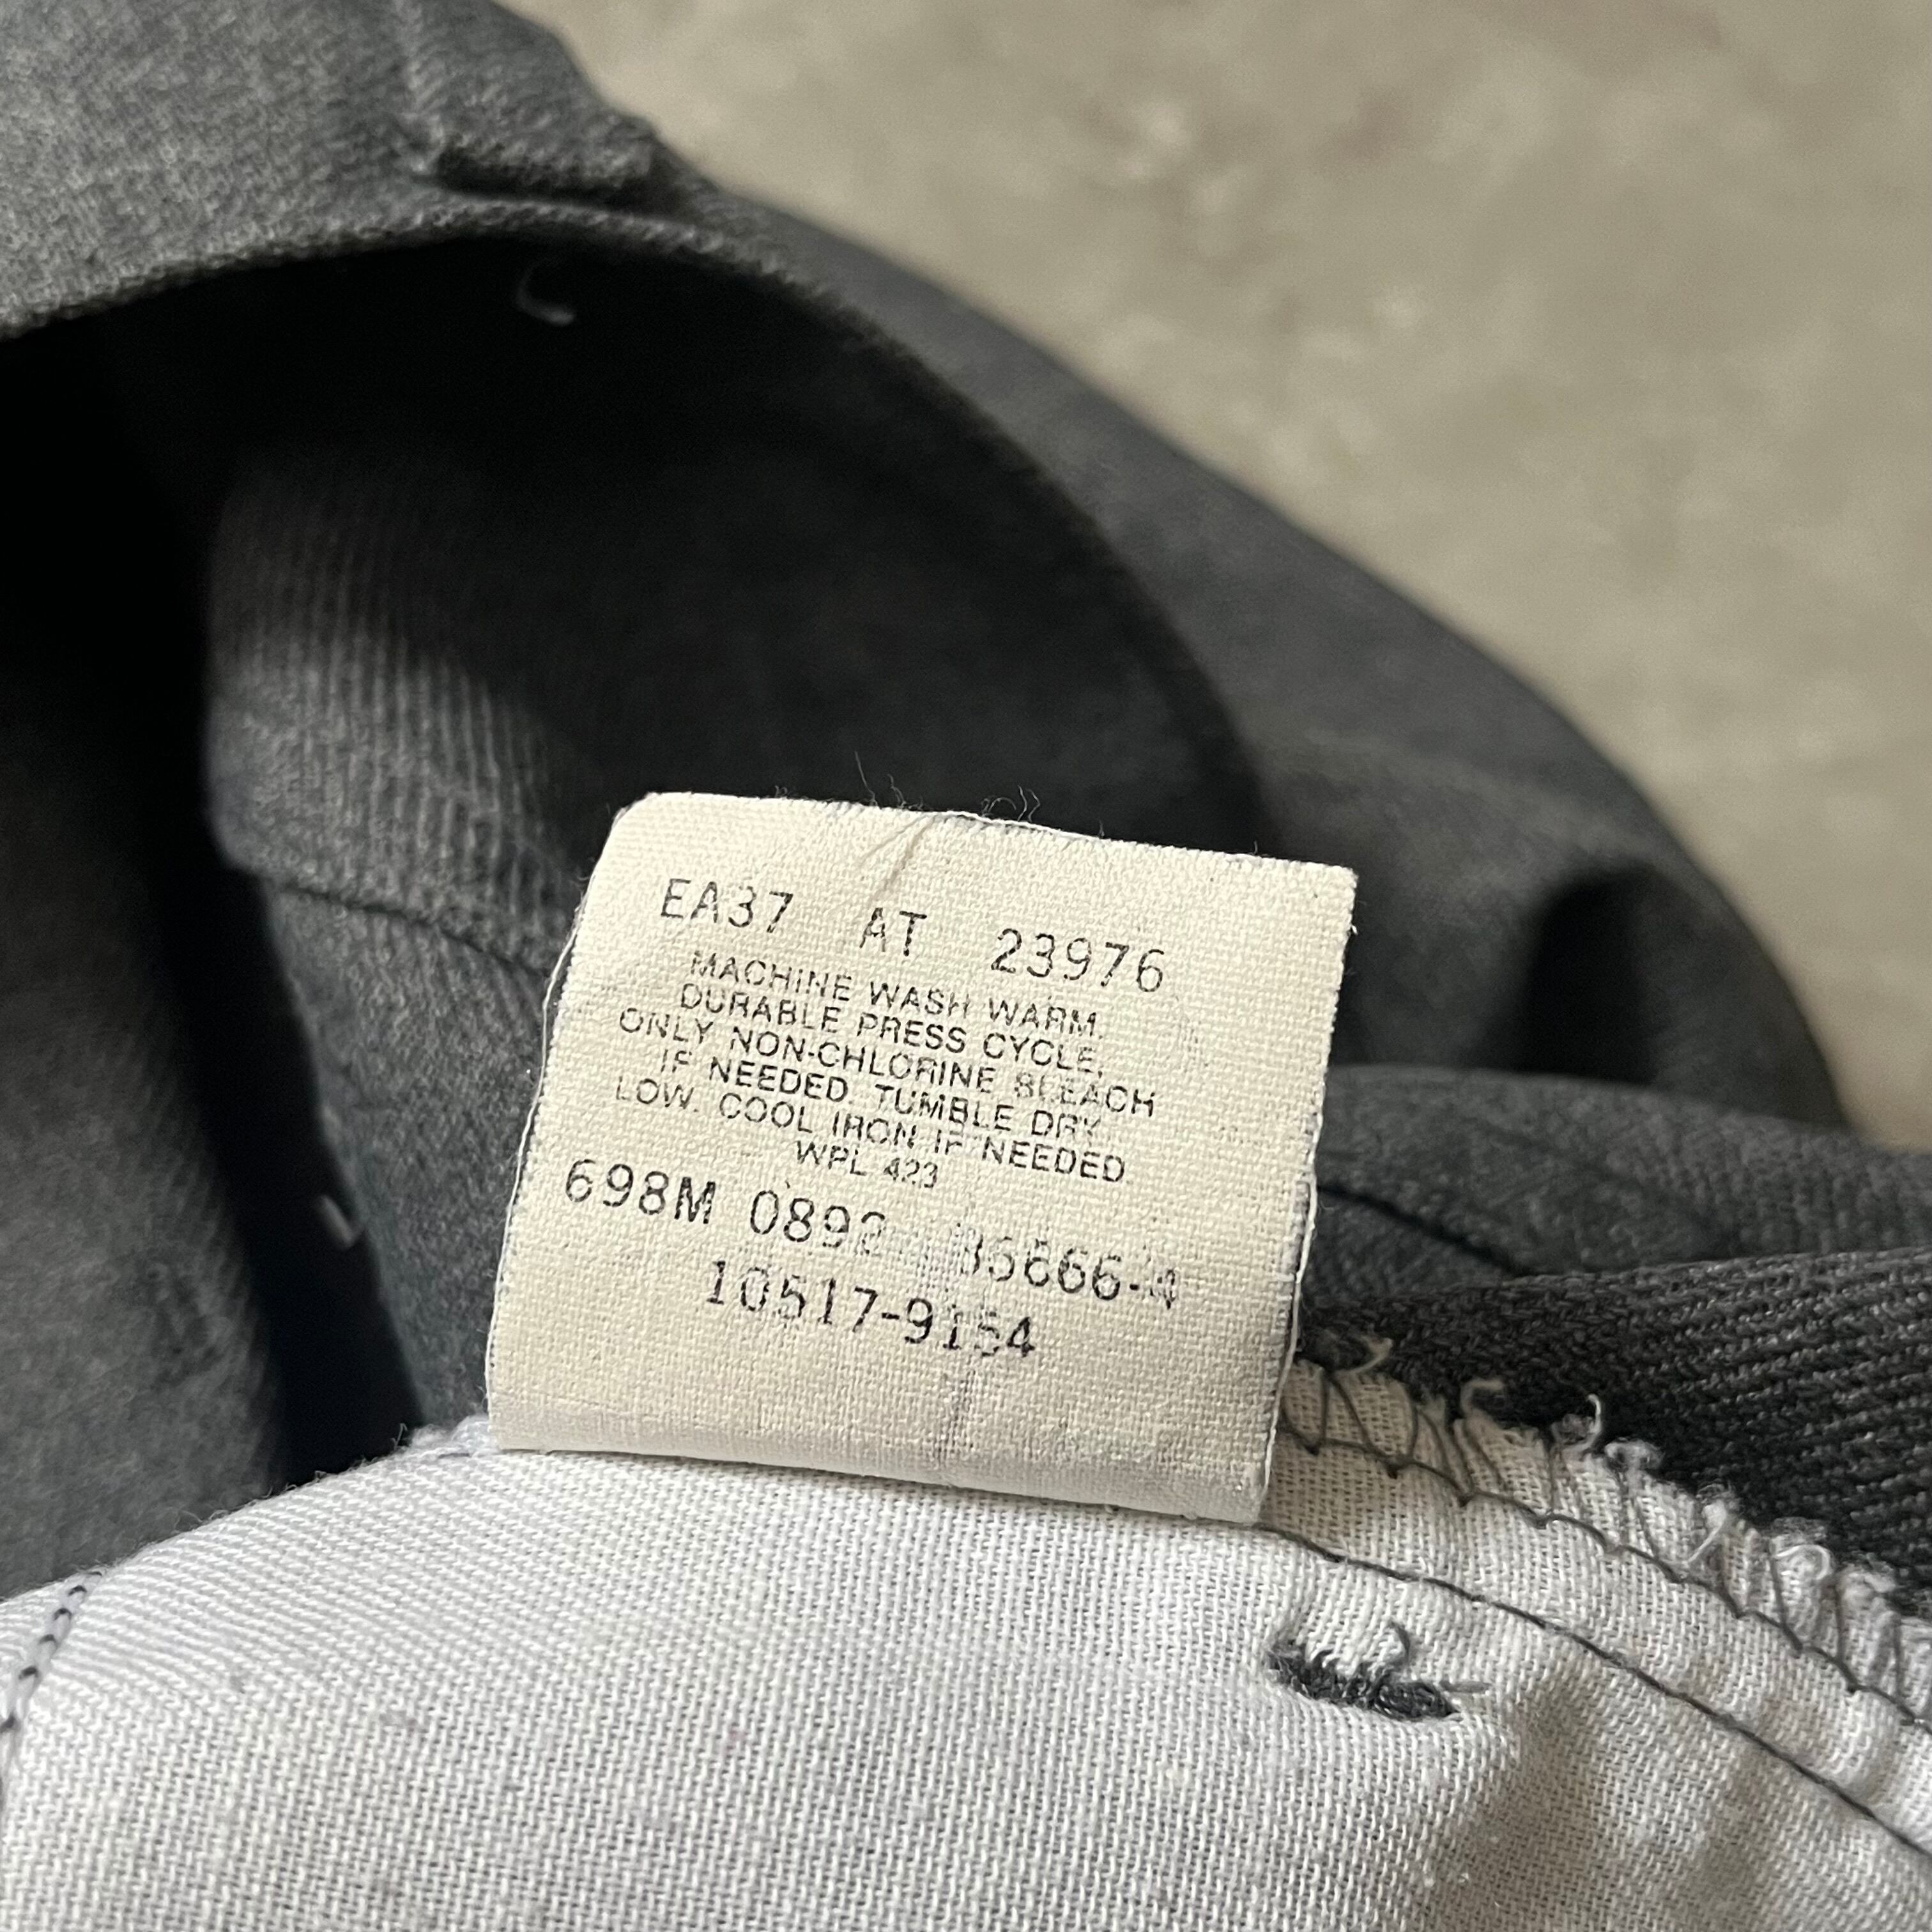 EA37 AT 23976
MACHINE WASH WARM,
DURABLE PRESS CYCLE,
ONLY NON-CHLORINE BLEACH
IF NEEDED. TUMBLE DRY
LOW. COOL IRON IF NEEDED
WPL 423
698M 0892
10517-9154